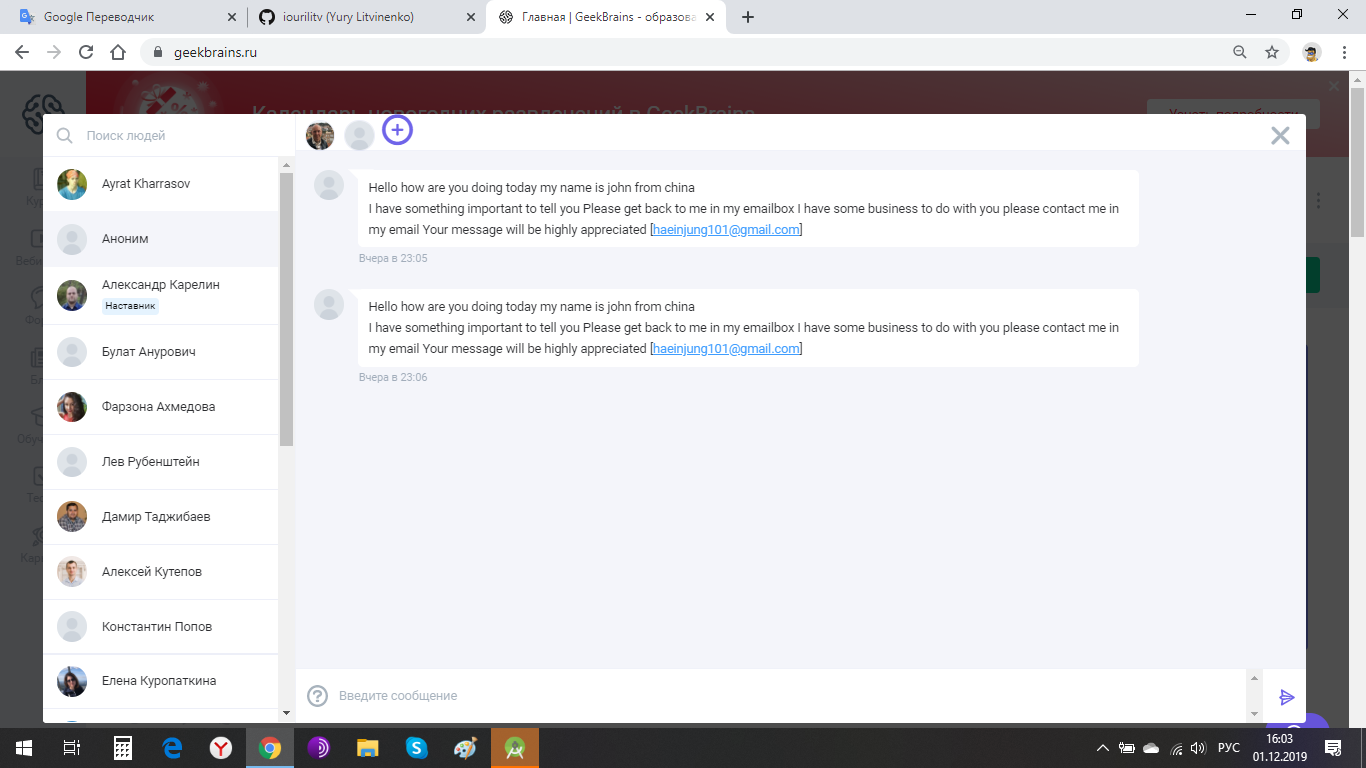 Google Переводчик
iourilitv (Yury Litvinenko)
Главная | GeekBrains - образова
geekbrains.ru
Календарь новогодних развлечений в GeekBrains
Узнать подробности
Поиск людей
Ayrat Kharrasov
Аноним
Александр Карелин
Наставник
Булат Анурович
Фарзона Ахмедова
Лев Рубенштейн
Дамир Таджибаев
Алексей Кутепов
Константин Попов
Елена Куропаткина
Hello how are you doing today my name is john from china
I have something important to tell you Please get back to me in my emailbox I have some business to do with you please contact me in
my email Your message will be highly appreciated [haeinjung101@gmail.com]
Вчера в 23:05
Hello how are you doing today my name is john from china
I have something important to tell you Please get back to me in my emailbox I have some business to do with you please contact me in
my email Your message will be highly appreciated [haeinjung101@gmail.com]
Вчера в 23:06
Введите сообщение
РУС
16:03
01.12.2019